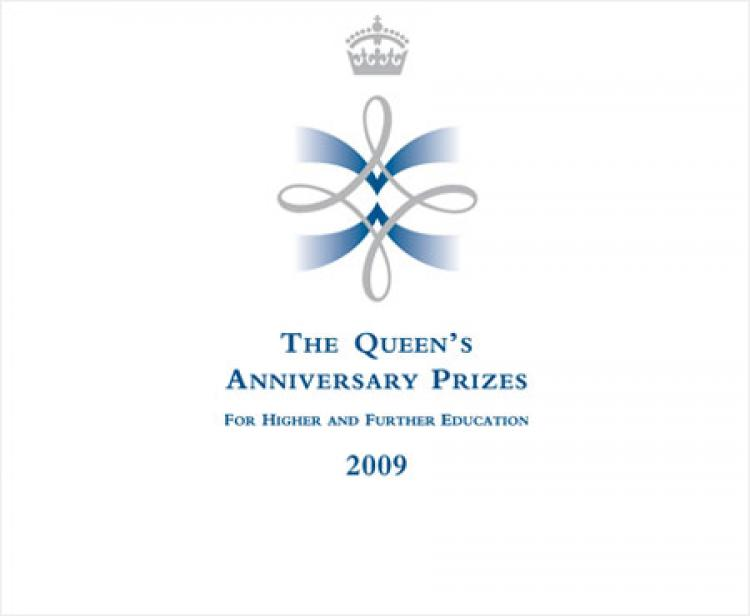 The Queen's
Anniversary Prizes
For Higher and Further Education
2009